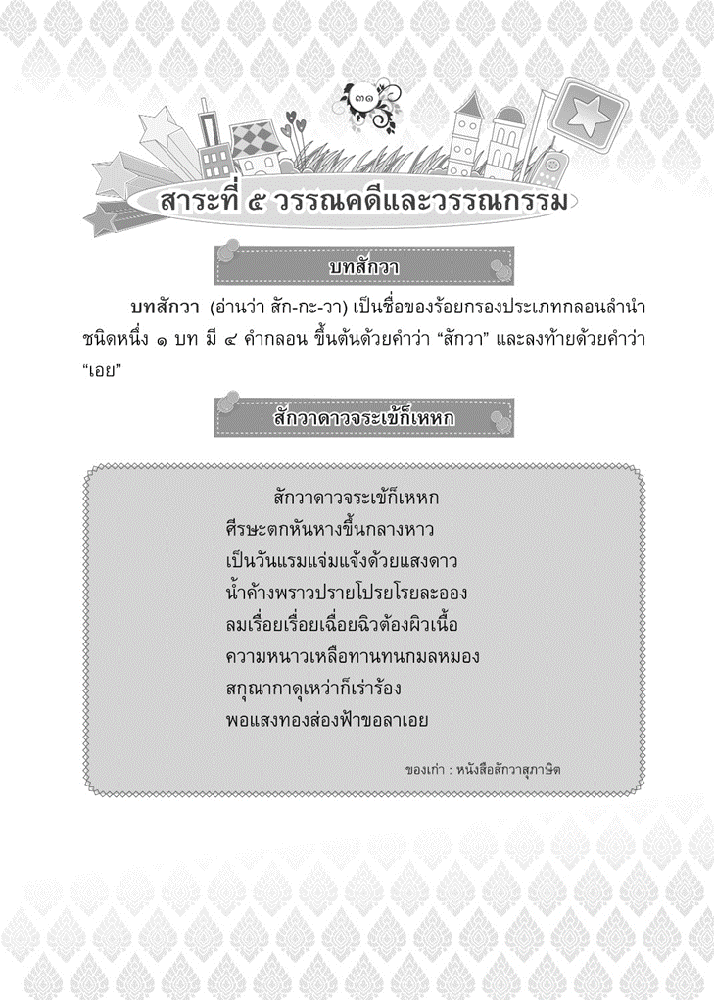 ๓๑
สาระที่ ๕ วรรณคดีและวรรณกรรม
บทสักวา
บทสักวา (อ่านว่า สัก-กะ-วา) เป็นชื่อของร้อยกรองประเภทกลอนลำนำ
ชนิดหนึ่ง ๑ บท มี ๔ คำกลอน ขึ้นต้นด้วยคำว่า “สักวา” และลงท้ายด้วยคำว่า
“เอย”
สักวาดาวจระเข้ก็เหหก
สักวาดาวจระเข้ก็เหหก
ศีรษะตกหันหางขึ้นกลางหาว
เป็นวันแรมแจ่มแจ้งด้วยแสงดาว
น้ำค้างพราวปรายโปรยโรยละออง
ลมเรื่อยเรื่อยเฉื่อยฉิวต้องผิวเนื้อ
ความหนาวเหลือทานทนกมลหมอง
สกุณากาดุเหว่าก็เร่าร้อง
พอแสงทองส่องฟ้าขอลาเอย
ของเก่า : หนังสือสักวาสุภาษิต